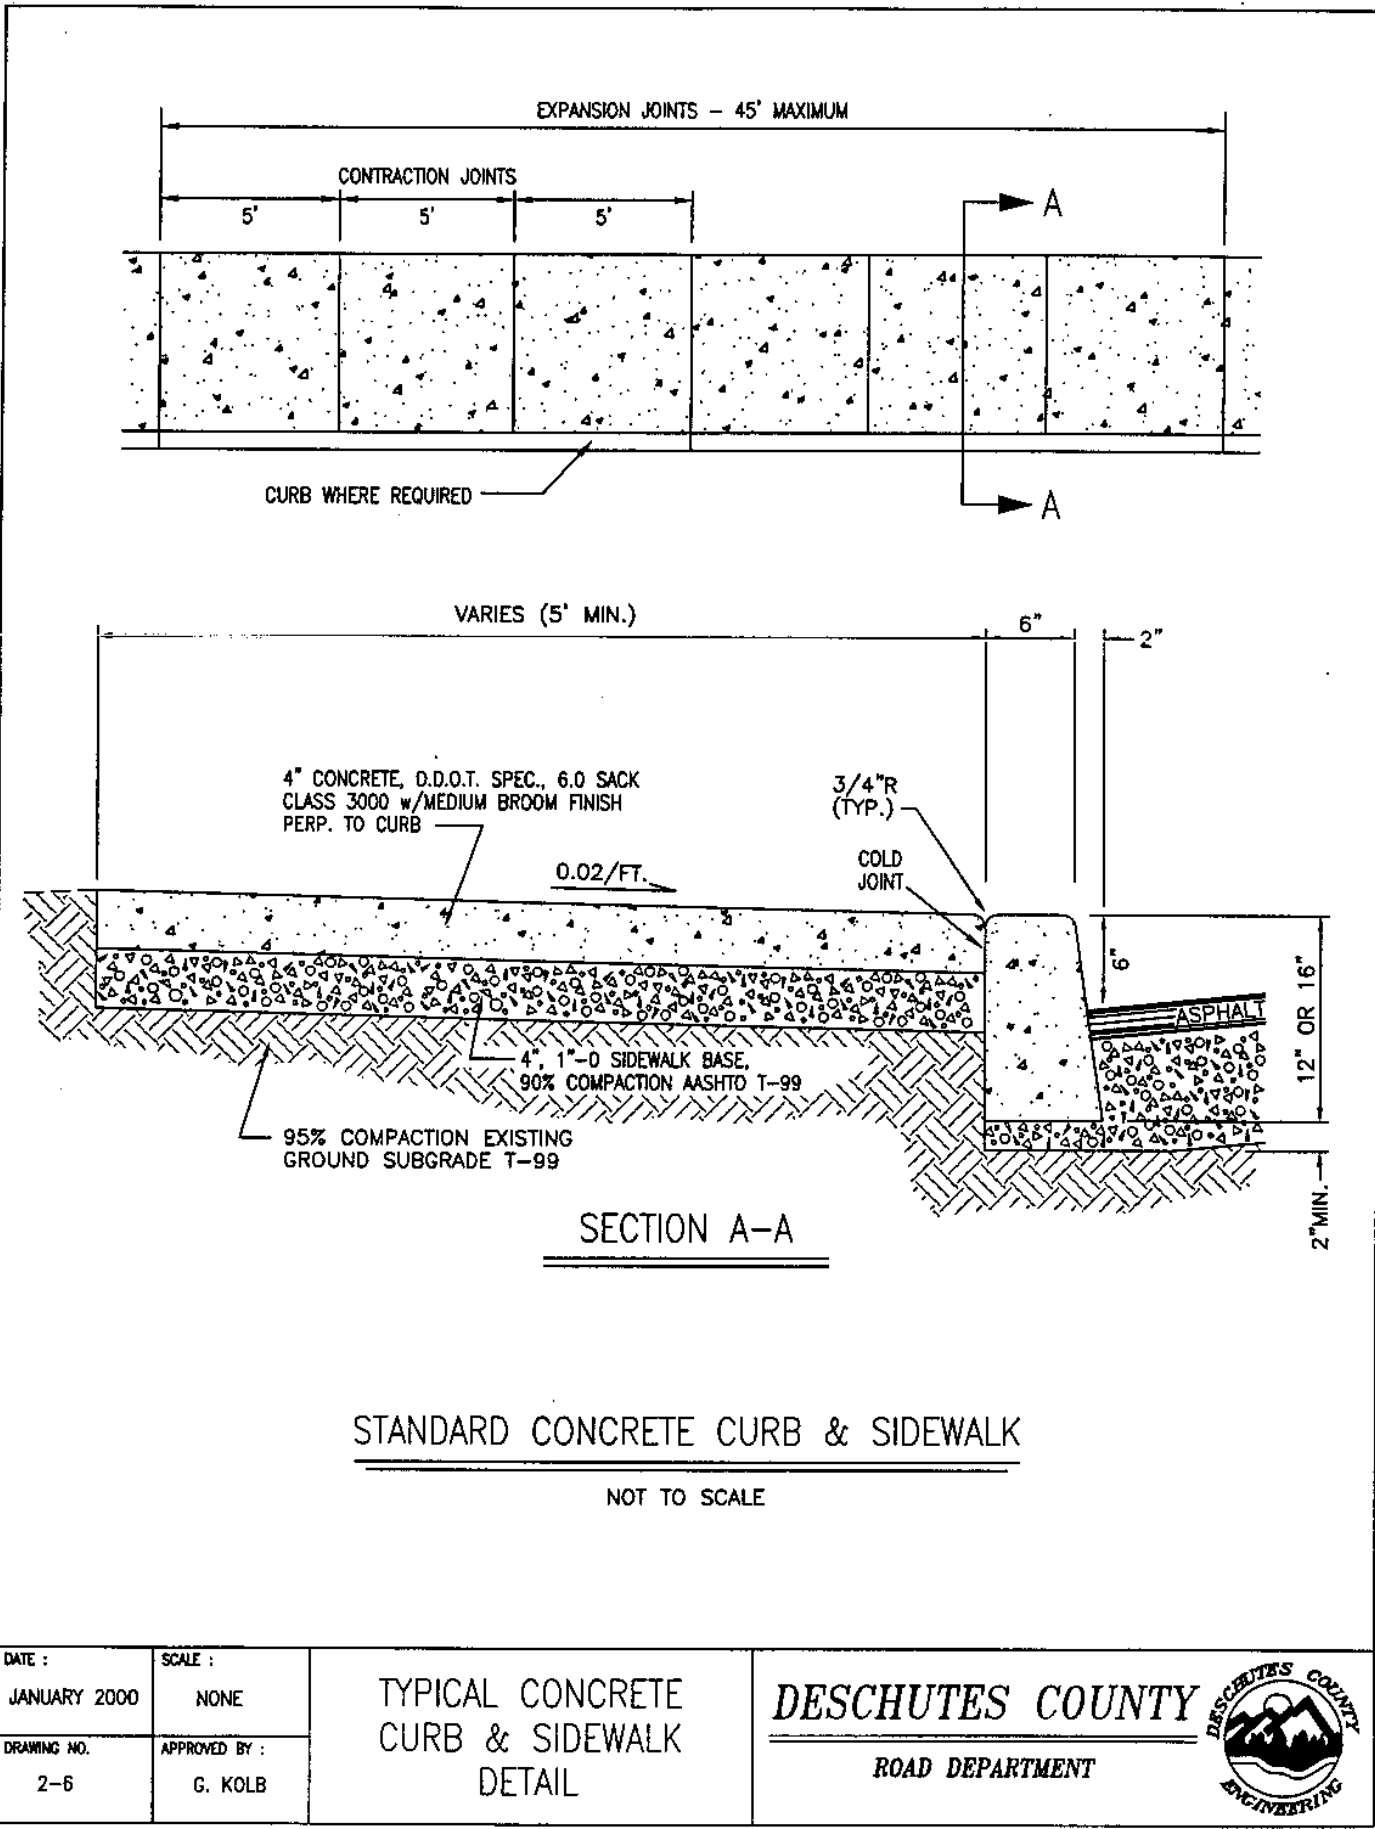 EXPANSION JOINTS - 45' MAXIMUM
CONTRACTION JOINTS
5'
5'
5'
A
CURB WHERE REQUIRED
A
VARIES (5' MIN.)
6"
2"
4" CONCRETE, O.D.O.T. SPEC., 6.0 SACK
CLASS 3000 w/MEDIUM BROOM FINISH
PERP. TO CURB
3/4"R
(TYP.)
COLD
JOINT
0.02/FT.
6"
12" OR 16"
ASPHALT
4", 1"-0 SIDEWALK BASE,
90% COMPACTION AASHTO T-99
95% COMPACTION EXISTING
GROUND SUBGRADE T-99
2"MIN.
SECTION A-A
STANDARD CONCRETE CURB & SIDEWALK
NOT TO SCALE
DATE :
JANUARY 2000
SCALE :
NONE
DRAWING NO.
2-6
APPROVED BY :
G. KOLB
TYPICAL CONCRETE
CURB & SIDEWALK
DETAIL
DESCHUTES COUNTY
ROAD DEPARTMENT
DESCHUTES COUNTY
ENGINEERING